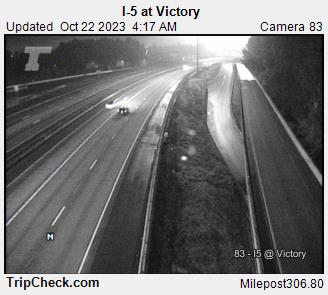 I-5 at Victory
Updated Oct 22 2023 4:17 AM Camera 83
T
N
83 - I5 @ Victory
TripCheck.com Milepost306.80